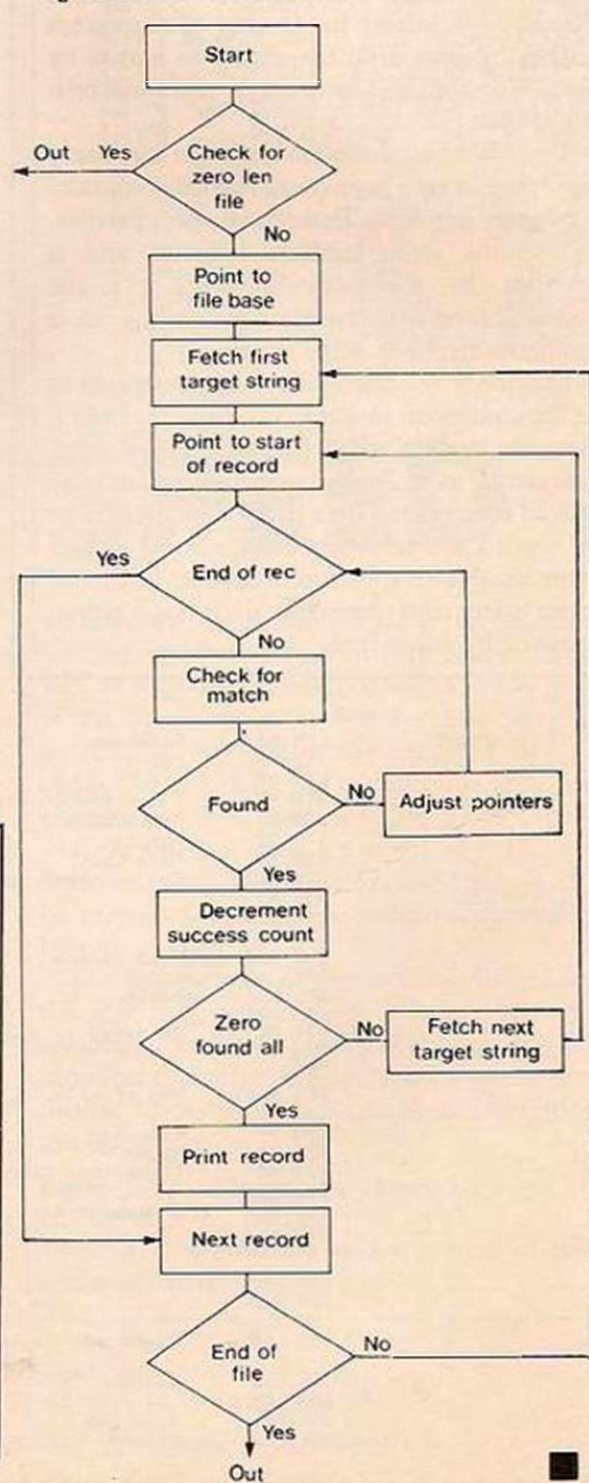 Start
Out Yes
Check for
zero len
file
No
Point to
file base
Fetch first
target string
Point to start
of record
Yes
End of rec
No
Check for
match
Found
No
Adjust pointers
Yes
Decrement
success count
Zero
found all
No
Fetch next
target string
Yes
Print record
Next record
End of
file
No
Yes
Out